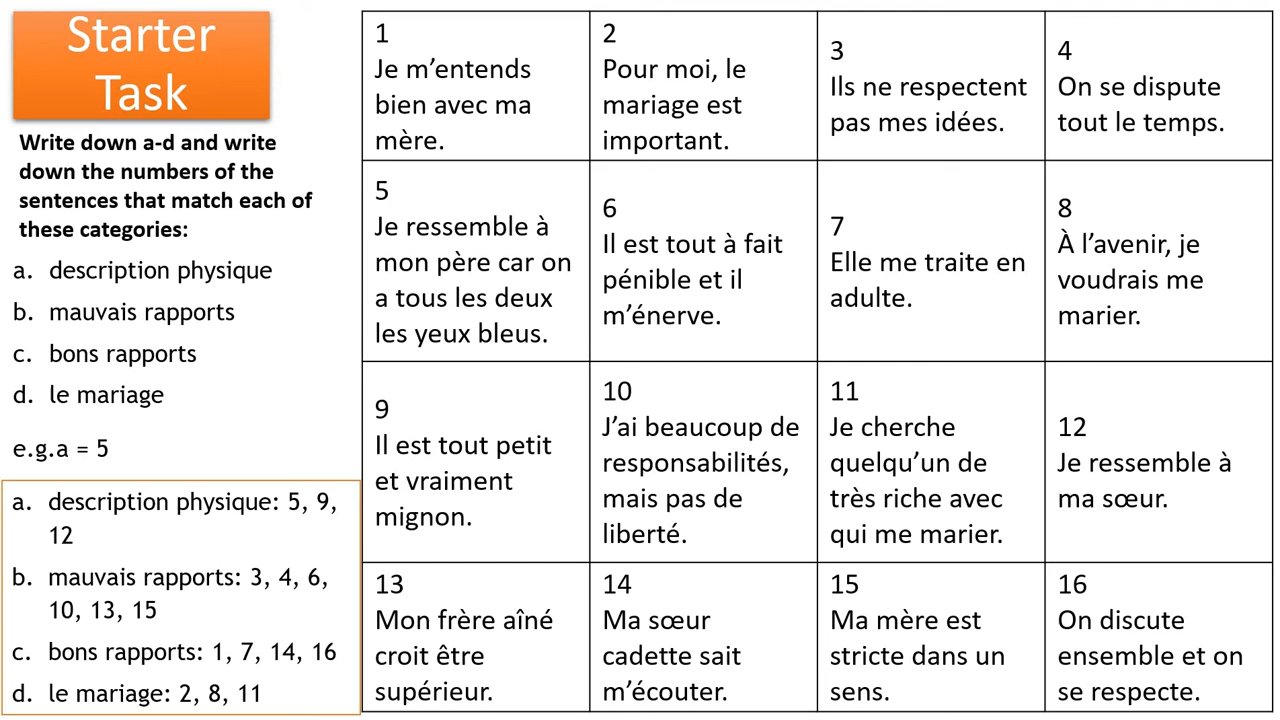 Starter
Task
Write down a-d and write
down the numbers of the
sentences that match each of
these categories:
a. description physique
b. mauvais rapports
c. bons rapports
d. le mariage
e.g.a = 5
a. description physique: 5, 9,
12
b. mauvais rapports: 3, 4, 6,
10, 13, 15
c. bons rapports: 1, 7, 14, 16
d. le mariage: 2, 8, 11
1
Je m’entends
bien avec ma
mère.
2
Pour moi, le
mariage est
important.
3
Ils ne respectent
pas mes idées.
4
On se dispute
tout le temps.
5
Je ressemble à
mon père car on
a tous les deux
les yeux bleus.
6
Il est tout à fait
pénible et il
m’énerve.
7
Elle me traite en
adulte.
8
À l’avenir, je
voudrais me
marier.
9
Il est tout petit
et vraiment
mignon.
10
J’ai beaucoup de
responsabilités,
mais pas de
liberté.
11
Je cherche
quelqu’un de
très riche avec
qui me marier.
12
Je ressemble à
ma sœur.
13
Mon frère aîné
croit être
supérieur.
14
Ma sœur
cadette sait
m’écouter.
15
Ma mère est
stricte dans un
sens.
16
On discute
ensemble et on
se respecte.